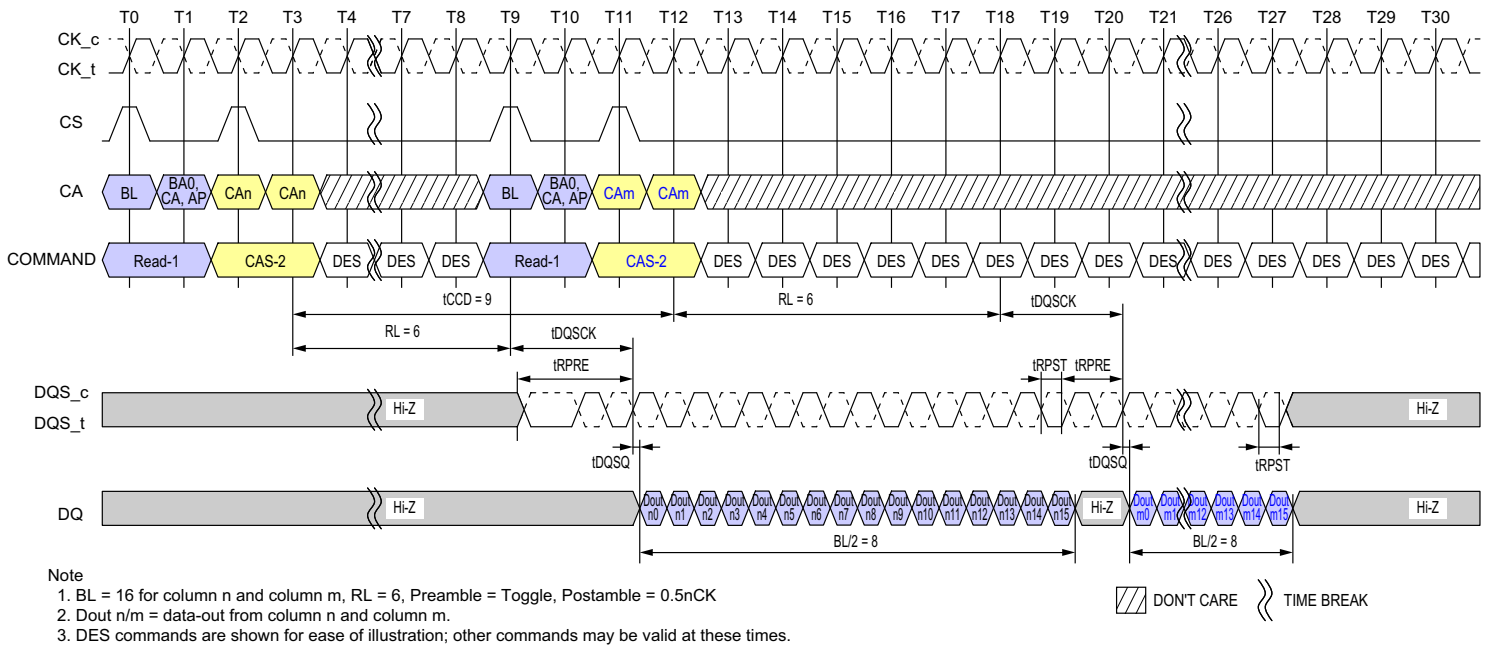 T0 T1 T2 T3 T4 T7 T8 T9 T10 T11 T12 T13 T14 T15 T16 T17 T18 T19 T20 T21 T26 T27 T28 T29 T30
CK_c
CK_t
CS
CA BL BA0, CA, AP CAn CAn BL BA0, CA, AP CAm CAm
COMMAND Read-1 CAS-2 DES DES DES Read-1 CAS-2 DES DES DES DES DES DES DES DES DES DES DES DES DES DES
tCCD = 9 RL = 6 tDQSCK
RL = 6 tDQSCK
tRPRE tRPST tRPRE
DQS_c
DQS_t
Hi-Z Hi-Z
tDQSQ tDQSQ tRPST
DQ Hi-Z Dout n0 Dout n1 Dout n2 Dout n3 Dout n4 Dout n5 Dout n6 Dout n7 Dout n8 Dout n9 Dout n10 Dout n11 Dout n12 Dout n13 Dout n14 Dout n15 Hi-Z Dout m0 Dout m1 Dout m12 Dout m13 Dout m14 Dout m15 Hi-Z
BL/2 = 8 BL/2 = 8
Note
1. BL = 16 for column n and column m, RL = 6, Preamble = Toggle, Postamble = 0.5nCK
2. Dout n/m = data-out from column n and column m.
3. DES commands are shown for ease of illustration; other commands may be valid at these times.
DON'T CARE TIME BREAK